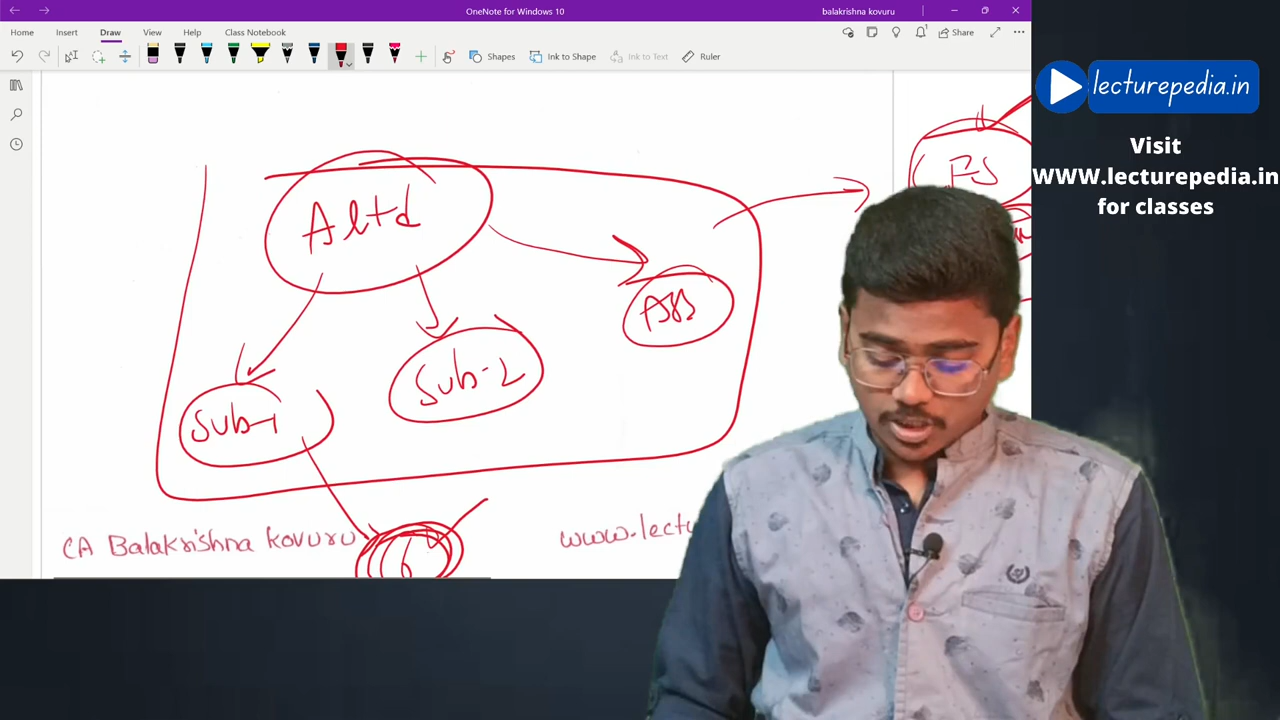 OneNote for Windows 10
balakrishna kovuru
Home Insert Draw View Help Class Notebook
Share
Shapes Ink to Shape Ink to Text Ruler
lecturepedia.in
Visit
www.lecturepedia.in
for classes
A Ltd
FS
Ass
Sub-2
Sub-1
CA Balakrishna Kovuru
www.lectu